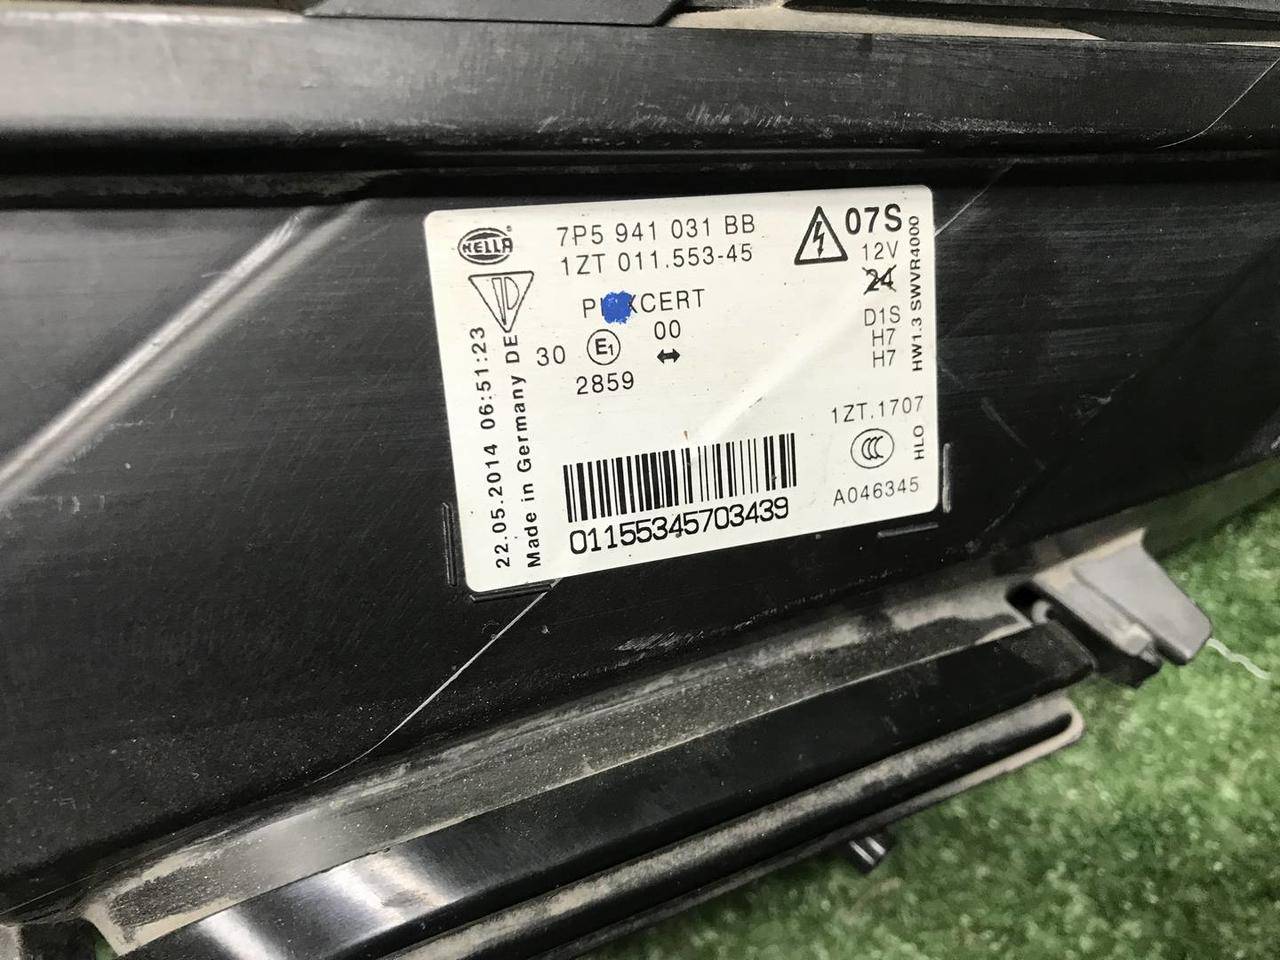 HELLA
7P5 941 031 BB
1ZT 011.553-45
CERT
30
E1
00
2859
07S
12V
24
D1S
H7
H7
HW1.3 SWVR4000
HLO
1ZT.1707
CCC
A046345
22.05.2014 06:51:23
Made in Germany DE
01155345703439